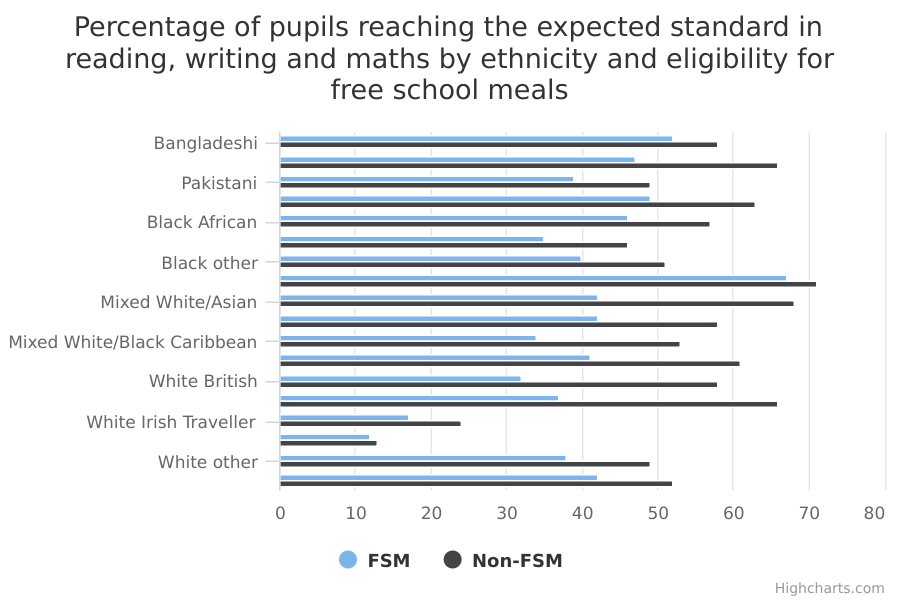 Percentage of pupils reaching the expected standard in
reading, writing and maths by ethnicity and eligibility for
free school meals
Bangladeshi
Pakistani
Black African
Black other
Mixed White/Asian
Mixed White/Black Caribbean
White British
White Irish Traveller
White other
0 10 20 30 40 50 60 70 80
FSM Non-FSM
Highcharts.com